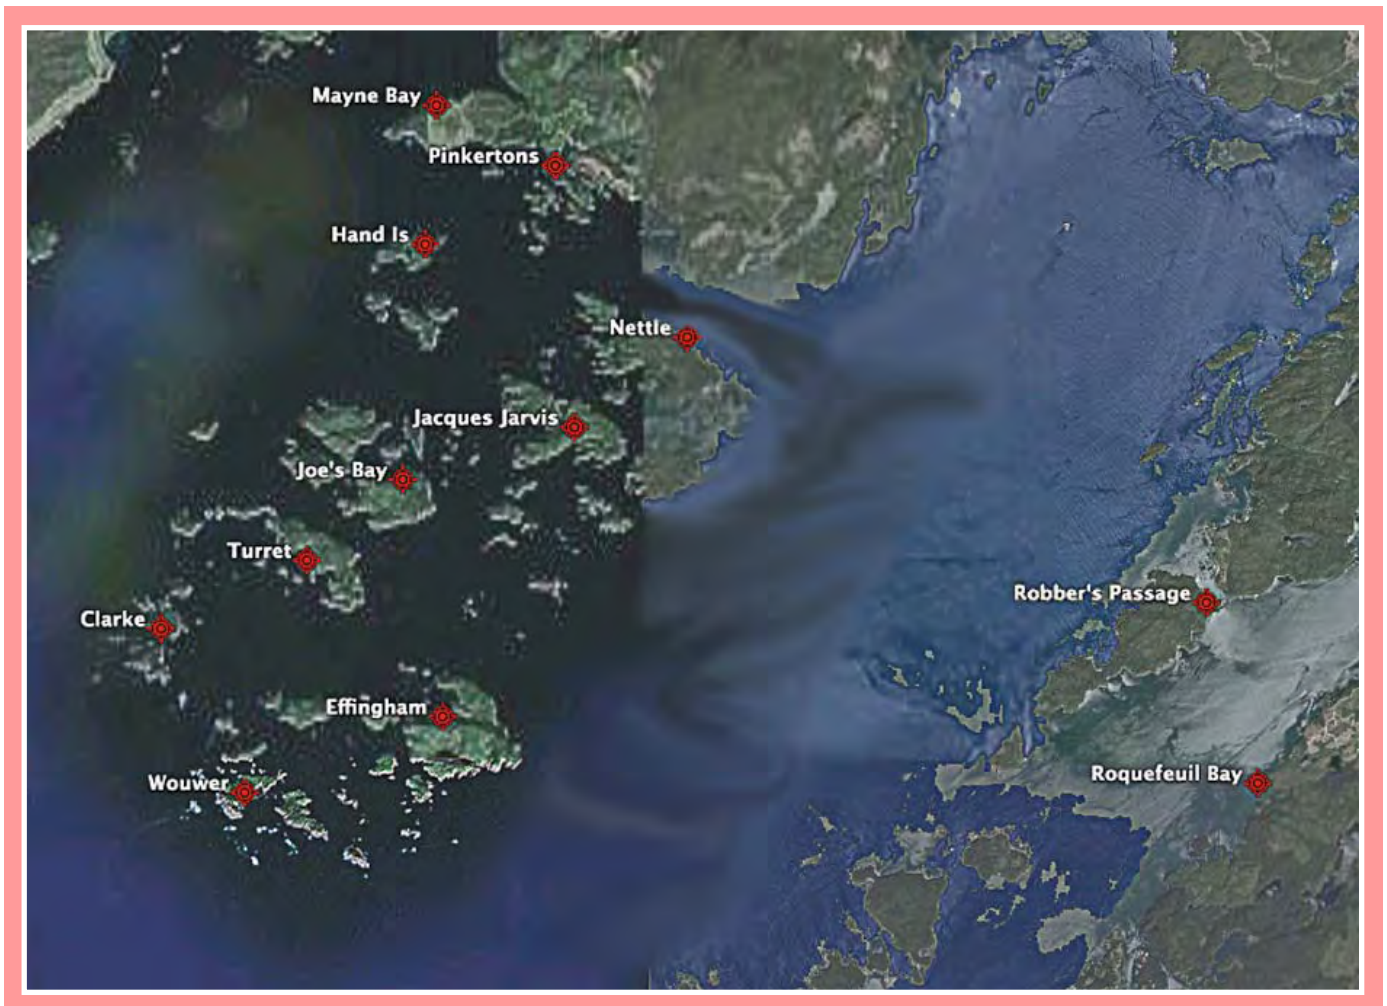 Mayne Bay
Pinkertons
Hand Is
Nettle
Jacques Jarvis
Joe's Bay
Turret
Robber's Passage
Clarke
Effingham
Roquefeuil Bay
Wouwer